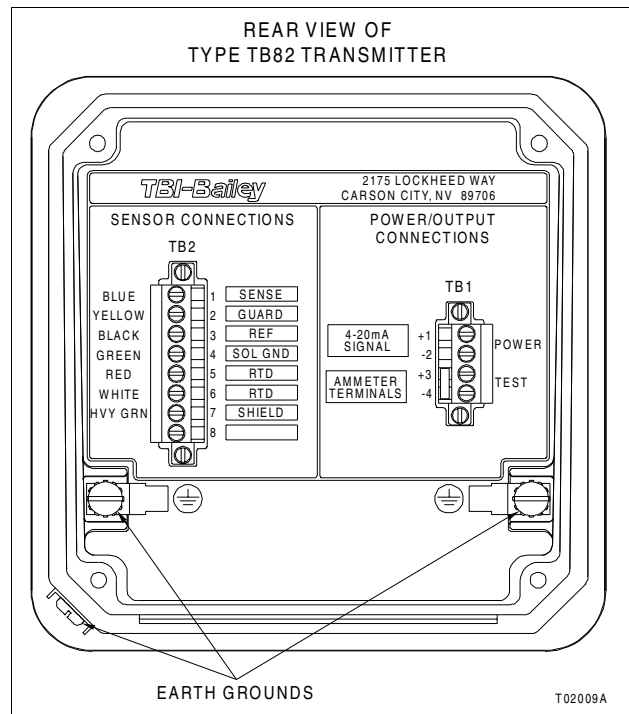 REAR VIEW OF
TYPE TB82 TRANSMITTER
TBI-Bailey
2175 LOCKHEED WAY
CARSON CITY, NV 89706
SENSOR CONNECTIONS
TB2
BLUE 1 SENSE
YELLOW 2 GUARD
BLACK 3 REF
GREEN 4 SOL GND
RED 5 RTD
WHITE 6 RTD
HVY GRN 7 SHIELD
8
POWER/OUTPUT
CONNECTIONS
TB1
4-20mA
SIGNAL
+1
-2
POWER
AMMETER
TERMINALS
+3
-4
TEST
EARTH GROUNDS
T02009A